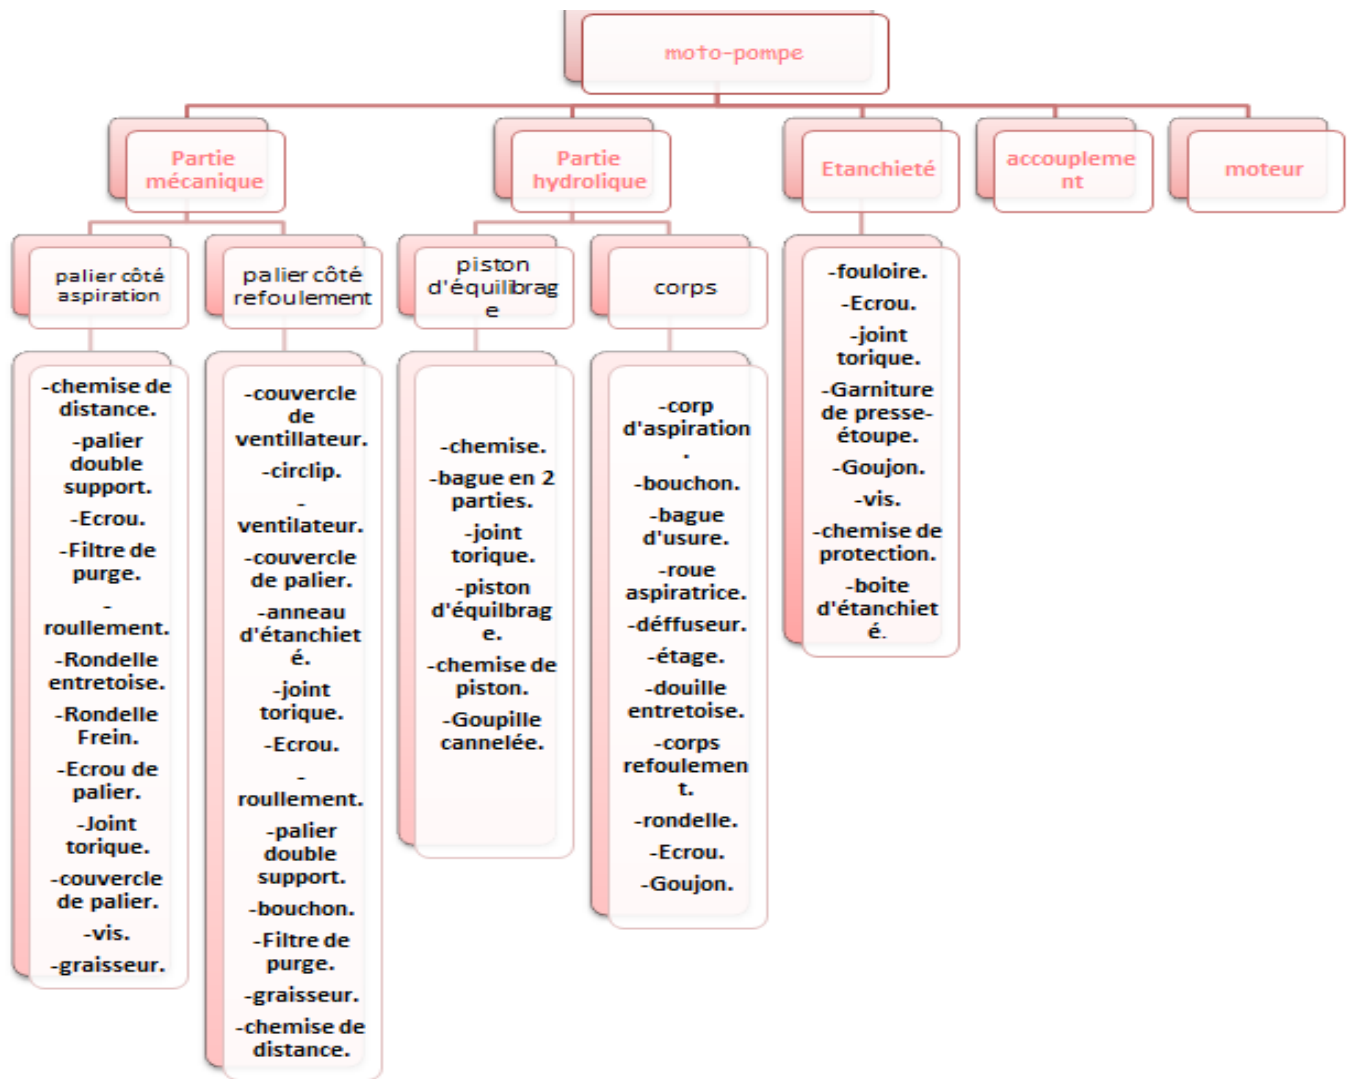 moto-pompe
Partie
mécanique
Partie
hydrolique
Etanchieté
accoupleme
nt
moteur
palier côté
aspiration
palier côté
refoulement
piston
d'équilibrag
e
corps
-chemise de
distance.
-palier
double
support.
-Ecrou.
-Filtre de
purge.
-
roullement.
-Rondelle
entretoise.
-Rondelle
Frein.
-Ecrou de
palier.
-Joint
torique.
-couvercle
de palier.
-vis.
-graisseur.
-couvercle
de
ventillateur.
-circlip.
-
ventilateur.
-couvercle
de palier.
-anneau
d'étanchiet
é.
-joint
torique.
-Ecrou.
-
roullement.
-palier
double
support.
-bouchon.
-Filtre de
purge.
-graisseur.
-chemise de
distance.
-chemise.
-bague en 2
parties.
-joint
torique.
-piston
d'équilbrag
e.
-chemise de
piston.
-Goupille
cannelée.
-corp
d'aspiration
.
-bouchon.
-bague
d'usure.
-roue
aspiratrice.
-déffuseur.
-étage.
-douille
entretoise.
-corps
refoulemen
t.
-rondelle.
-Ecrou.
-Goujon.
-fouloire.
-Ecrou.
-joint
torique.
-Garniture
de presse-
étoupe.
-Goujon.
-vis.
-chemise de
protection.
-boite
d'étanchiet
é.